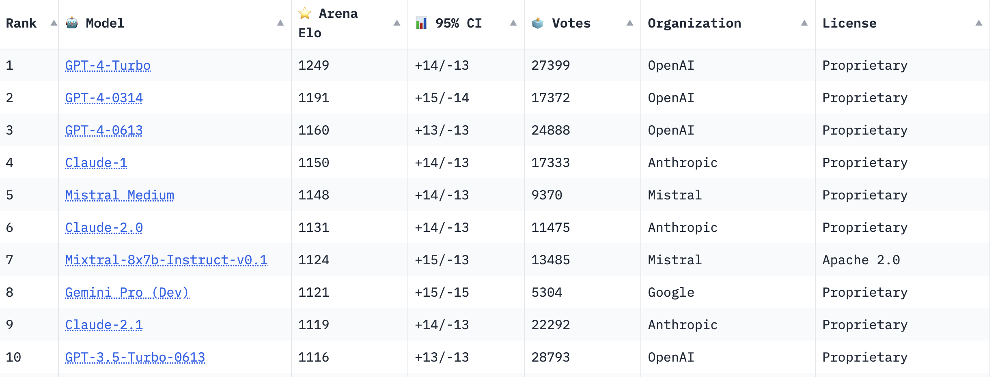 Rank ▲ 🤖 Model ▲ ⭐ Arena Elo ▲ 📊 95% CI ▲ 🗳️ Votes ▲ Organization ▲ License ▲
1 GPT-4-Turbo 1249 +14/-13 27399 OpenAI Proprietary
2 GPT-4-0314 1191 +15/-14 17372 OpenAI Proprietary
3 GPT-4-0613 1160 +13/-13 24888 OpenAI Proprietary
4 Claude-1 1150 +14/-13 17333 Anthropic Proprietary
5 Mistral Medium 1148 +14/-13 9370 Mistral Proprietary
6 Claude-2.0 1131 +14/-13 11475 Anthropic Proprietary
7 Mixtral-8x7b-Instruct-v0.1 1124 +15/-13 13485 Mistral Apache 2.0
8 Gemini Pro (Dev) 1121 +15/-15 5304 Google Proprietary
9 Claude-2.1 1119 +14/-13 22292 Anthropic Proprietary
10 GPT-3.5-Turbo-0613 1116 +13/-13 28793 OpenAI Proprietary